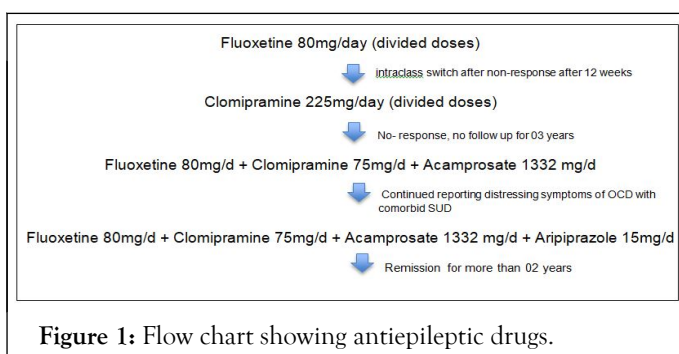 Fluoxetine 80mg/day (divided doses)
intraclass switch after non-response after 12 weeks
Clomipramine 225mg/day (divided doses)
No- response, no follow up for 03 years
Fluoxetine 80mg/d + Clomipramine 75mg/d + Acamprosate 1332 mg/d
Continued reporting distressing symptoms of OCD with
comorbid SUD
Fluoxetine 80mg/d + Clomipramine 75mg/d + Acamprosate 1332 mg/d + Aripiprazole 15mg/d
Remission for more than 02 years
Figure 1: Flow chart showing antiepileptic drugs.